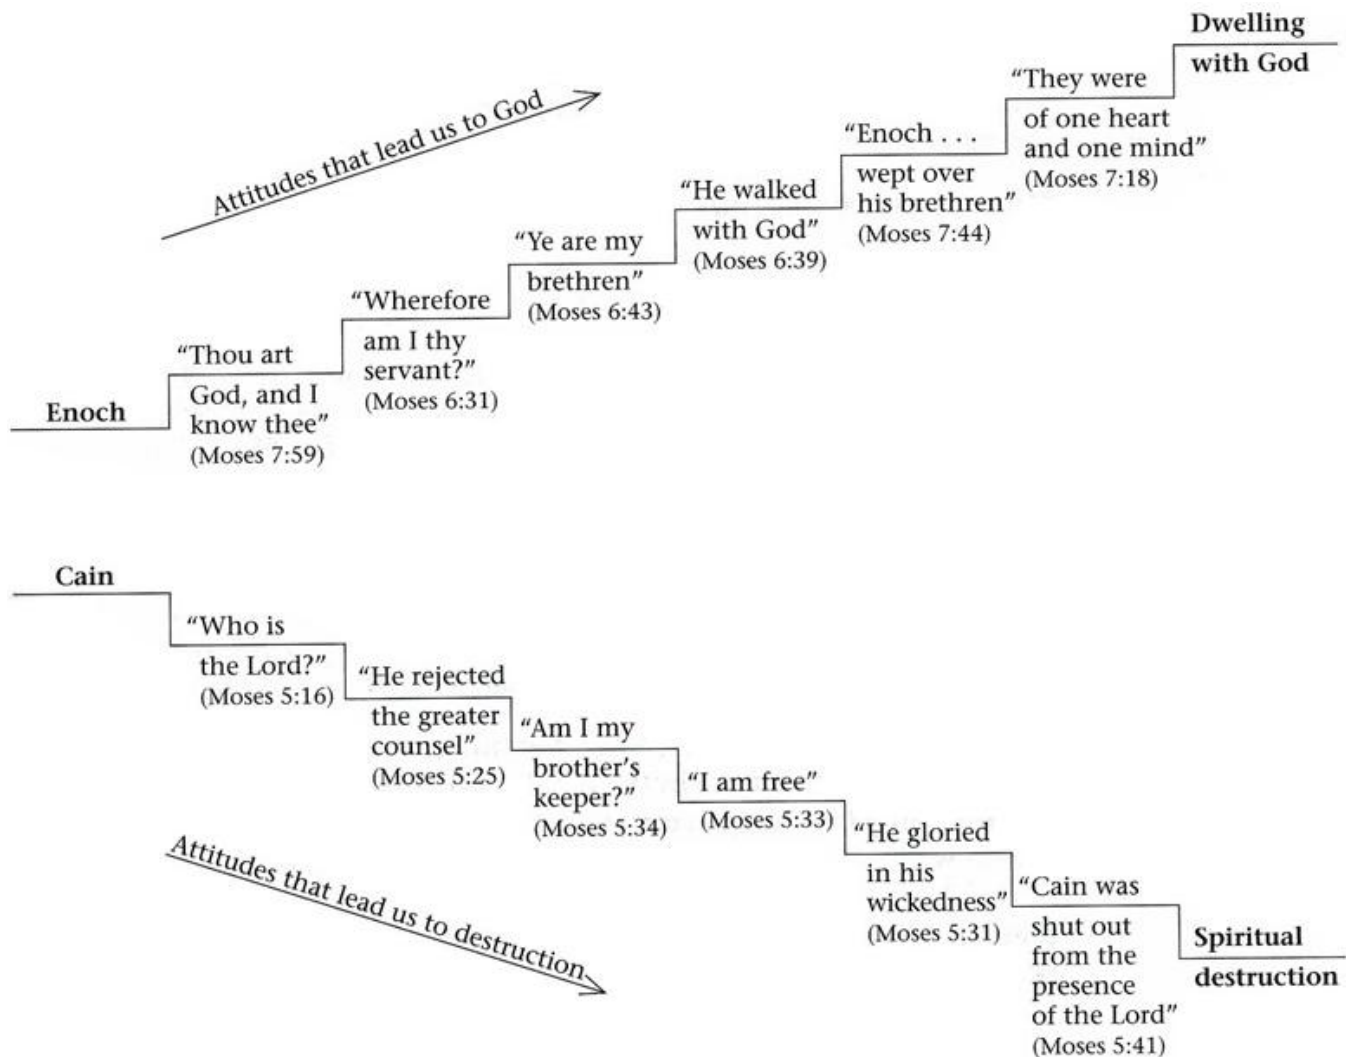 Dwelling
with God
"They were
of one heart
and one mind"
(Moses 7:18)
"Enoch . . .
wept over
his brethren"
(Moses 7:44)
"He walked
with God"
(Moses 6:39)
"Ye are my
brethren"
(Moses 6:43)
"Wherefore
am I thy
servant?"
(Moses 6:31)
"Thou art
God, and I
know thee"
(Moses 7:59)
Enoch
Attitudes that lead us to God
Cain
"Who is
the Lord?"
(Moses 5:16)
"He rejected
the greater
counsel"
(Moses 5:25)
"Am I my
brother's
keeper?"
(Moses 5:34)
"I am free"
(Moses 5:33)
"He gloried
in his
wickedness"
(Moses 5:31)
"Cain was
shut out
from the
presence
of the Lord"
(Moses 5:41)
Spiritual
destruction
Attitudes that lead us to destruction